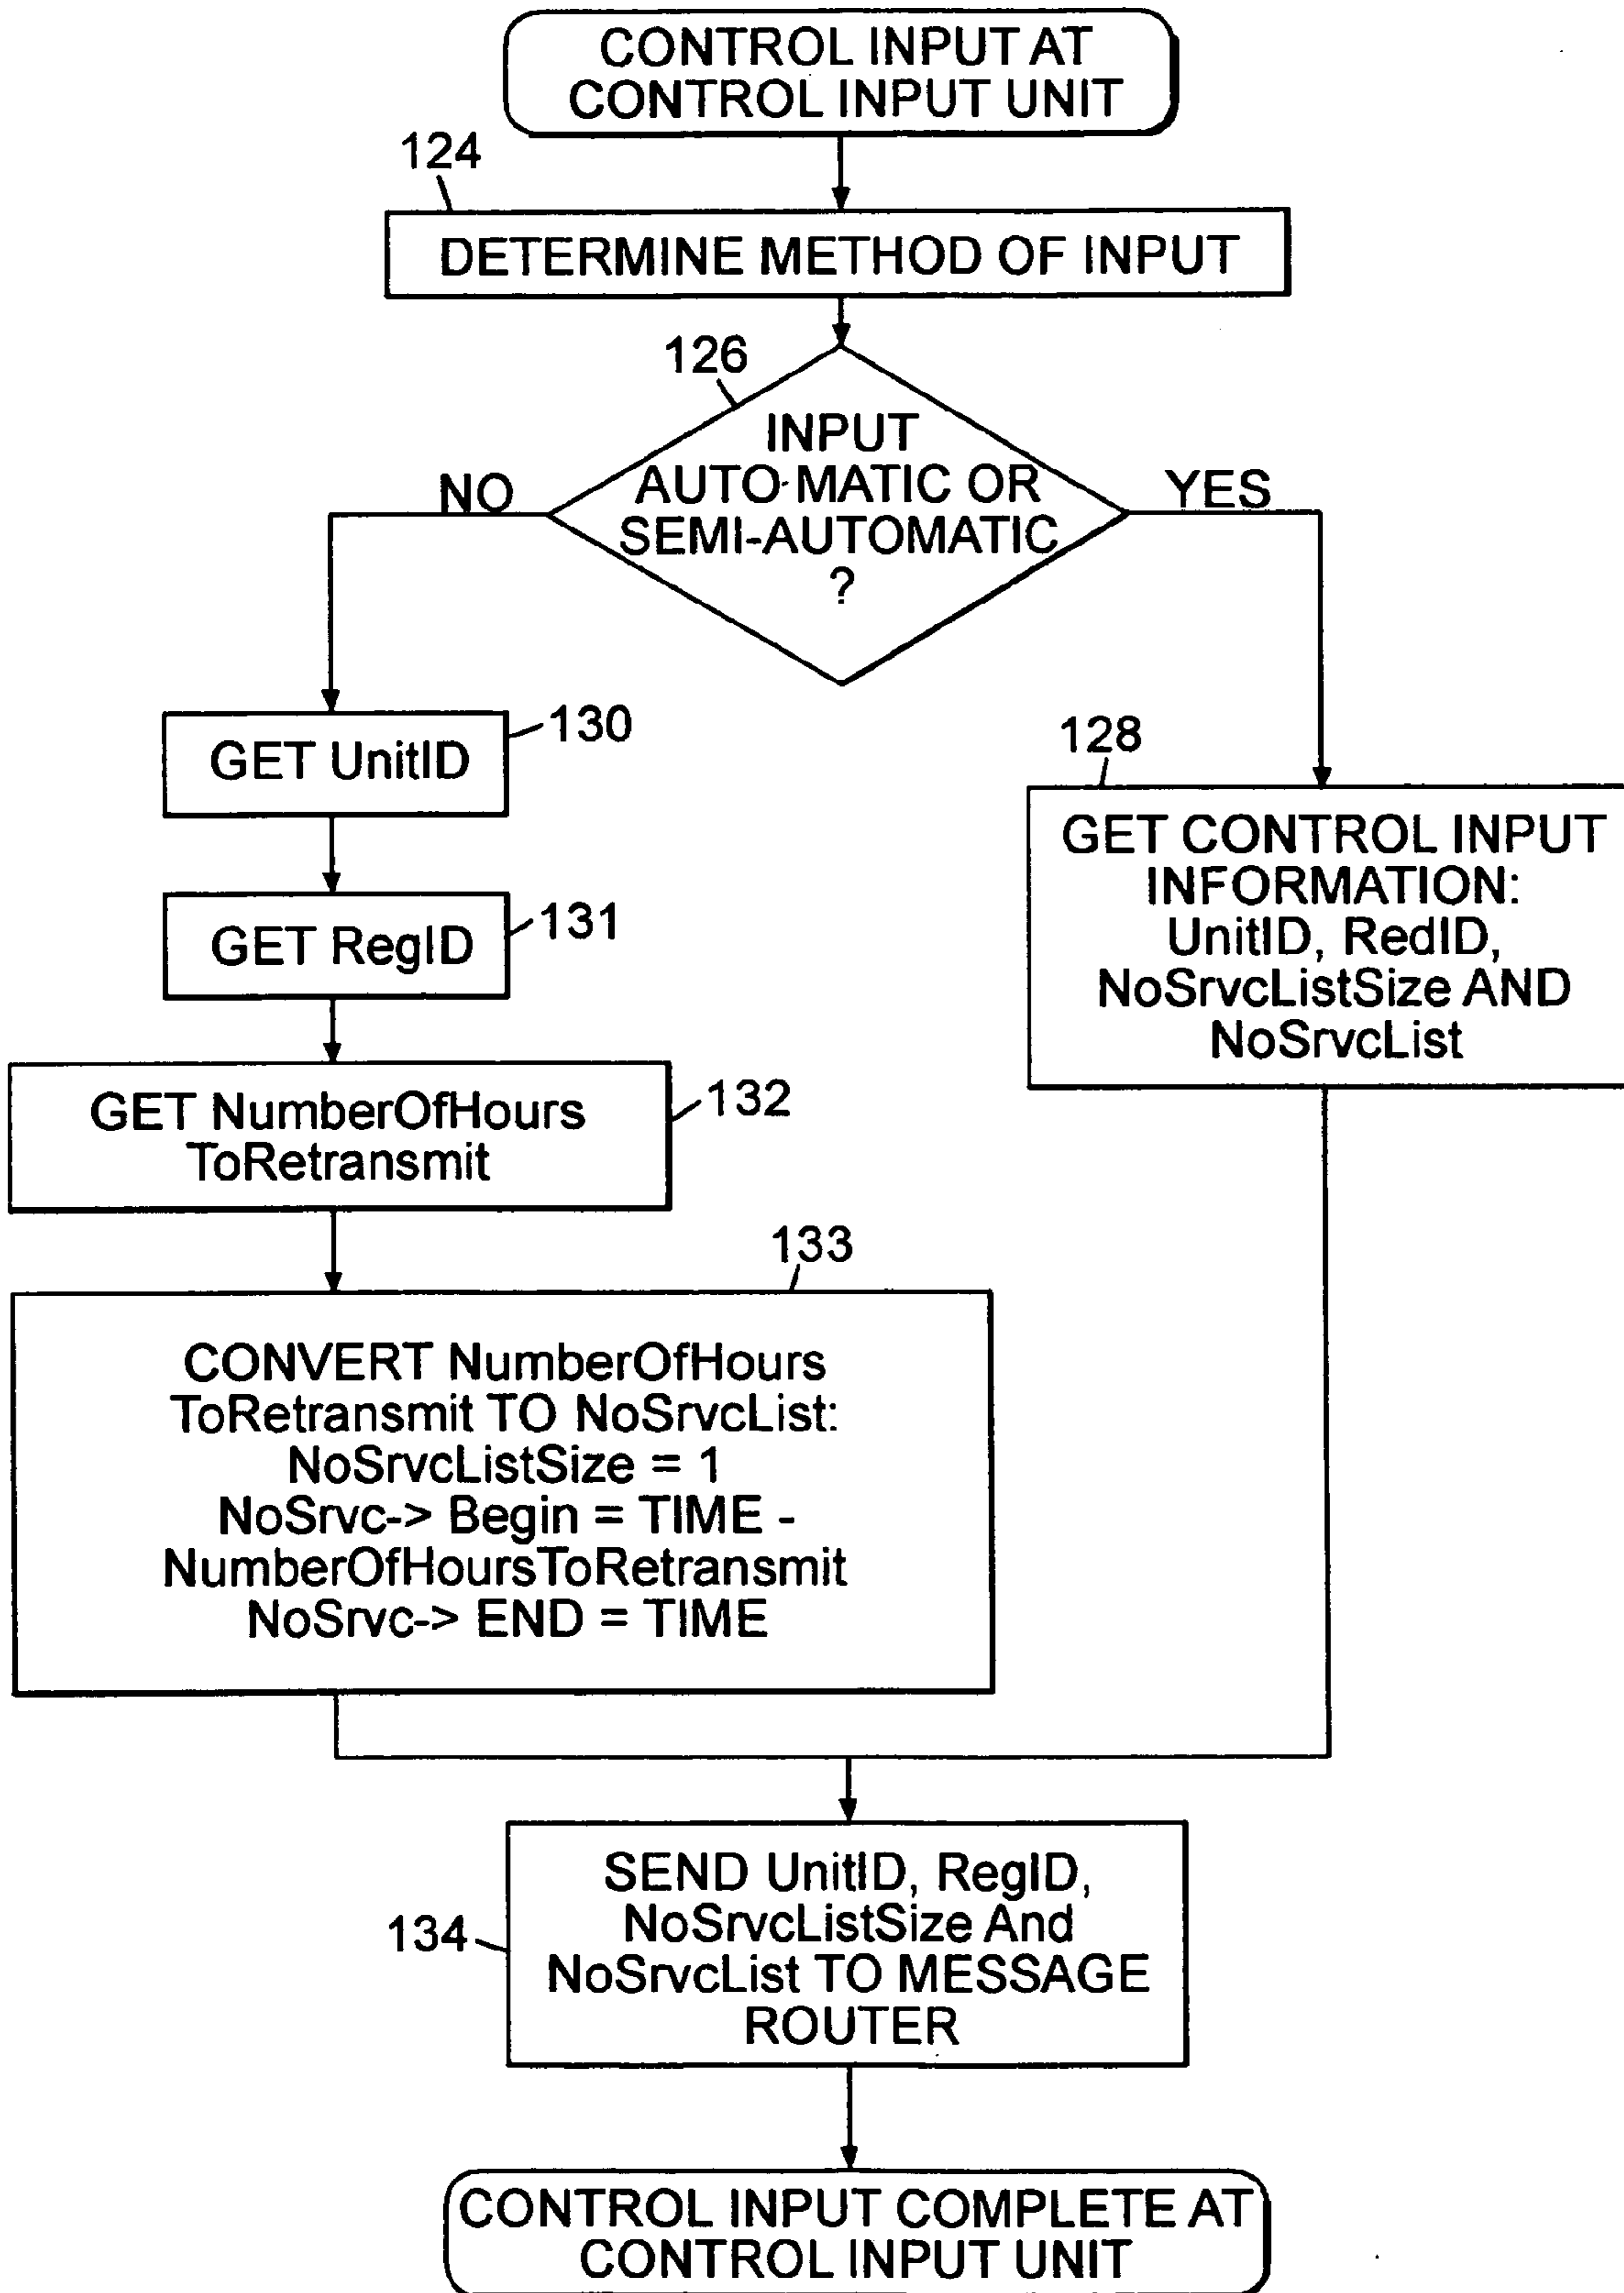 CONTROL INPUT AT
CONTROL INPUT UNIT
124
DETERMINE METHOD OF INPUT
126
INPUT
AUTO-MATIC OR
SEMI-AUTOMATIC
?
NO
YES
GET UnitID
130
GET RegID
131
GET NumberOfHours
ToRetransmit
132
128
GET CONTROL INPUT
INFORMATION:
UnitID, RedID,
NoSrvcListSize AND
NoSrvcList
133
CONVERT NumberOfHours
ToRetransmit TO NoSrvcList:
NoSrvcListSize = 1
NoSrvc-> Begin = TIME -
NumberOfHoursToRetransmit
NoSrvc-> END = TIME
134
SEND UnitID, RegID,
NoSrvcListSize And
NoSrvcList TO MESSAGE
ROUTER
CONTROL INPUT COMPLETE AT
CONTROL INPUT UNIT